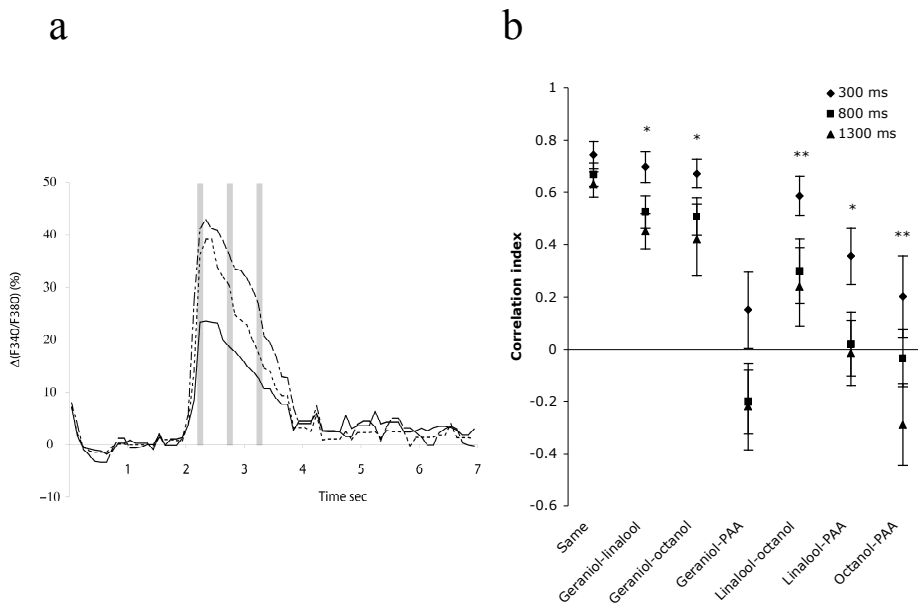 a
b
50
40
30
20
10
0
−10
Δ(F340/F380) (%)
1 2 3 4 5 6 7
Time sec
1
0.8
0.6
0.4
0.2
0
-0.2
-0.4
-0.6
Correlation index
300 ms
800 ms
1300 ms
* * ** * **
Same
Geraniol-linalool
Geraniol-octanol
Geraniol-PAA
Linalool-octanol
Linalool-PAA
Octanol-PAA